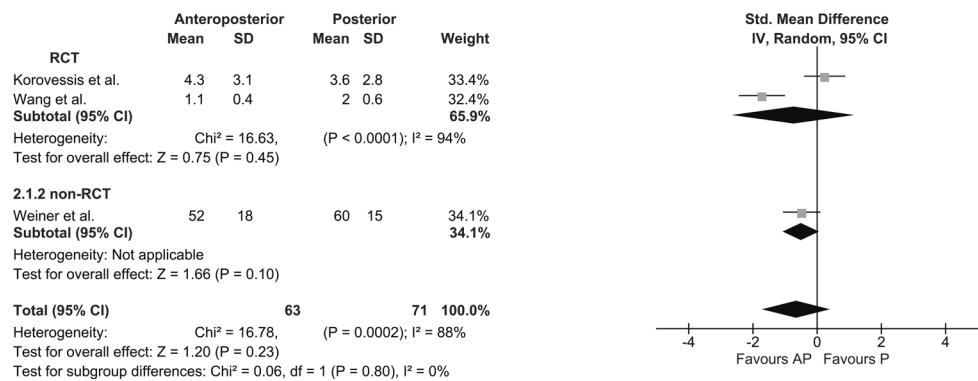 Anteroposterior Posterior Std. Mean Difference
Mean SD Mean SD Weight IV, Random, 95% CI
RCT
Korovessis et al. 4.3 3.1 3.6 2.8 33.4%
Wang et al. 1.1 0.4 2 0.6 32.4%
Subtotal (95% CI) 65.9%
Heterogeneity: Chi² = 16.63, (P < 0.0001); I² = 94%
Test for overall effect: Z = 0.75 (P = 0.45)
2.1.2 non-RCT
Weiner et al. 52 18 60 15 34.1%
Subtotal (95% CI) 34.1%
Heterogeneity: Not applicable
Test for overall effect: Z = 1.66 (P = 0.10)
Total (95% CI) 63 71 100.0%
Heterogeneity: Chi² = 16.78, (P = 0.0002); I² = 88%
Test for overall effect: Z = 1.20 (P = 0.23)
Test for subgroup differences: Chi² = 0.06, df = 1 (P = 0.80), I² = 0%
-4 -2 0 2 4
Favours AP Favours P